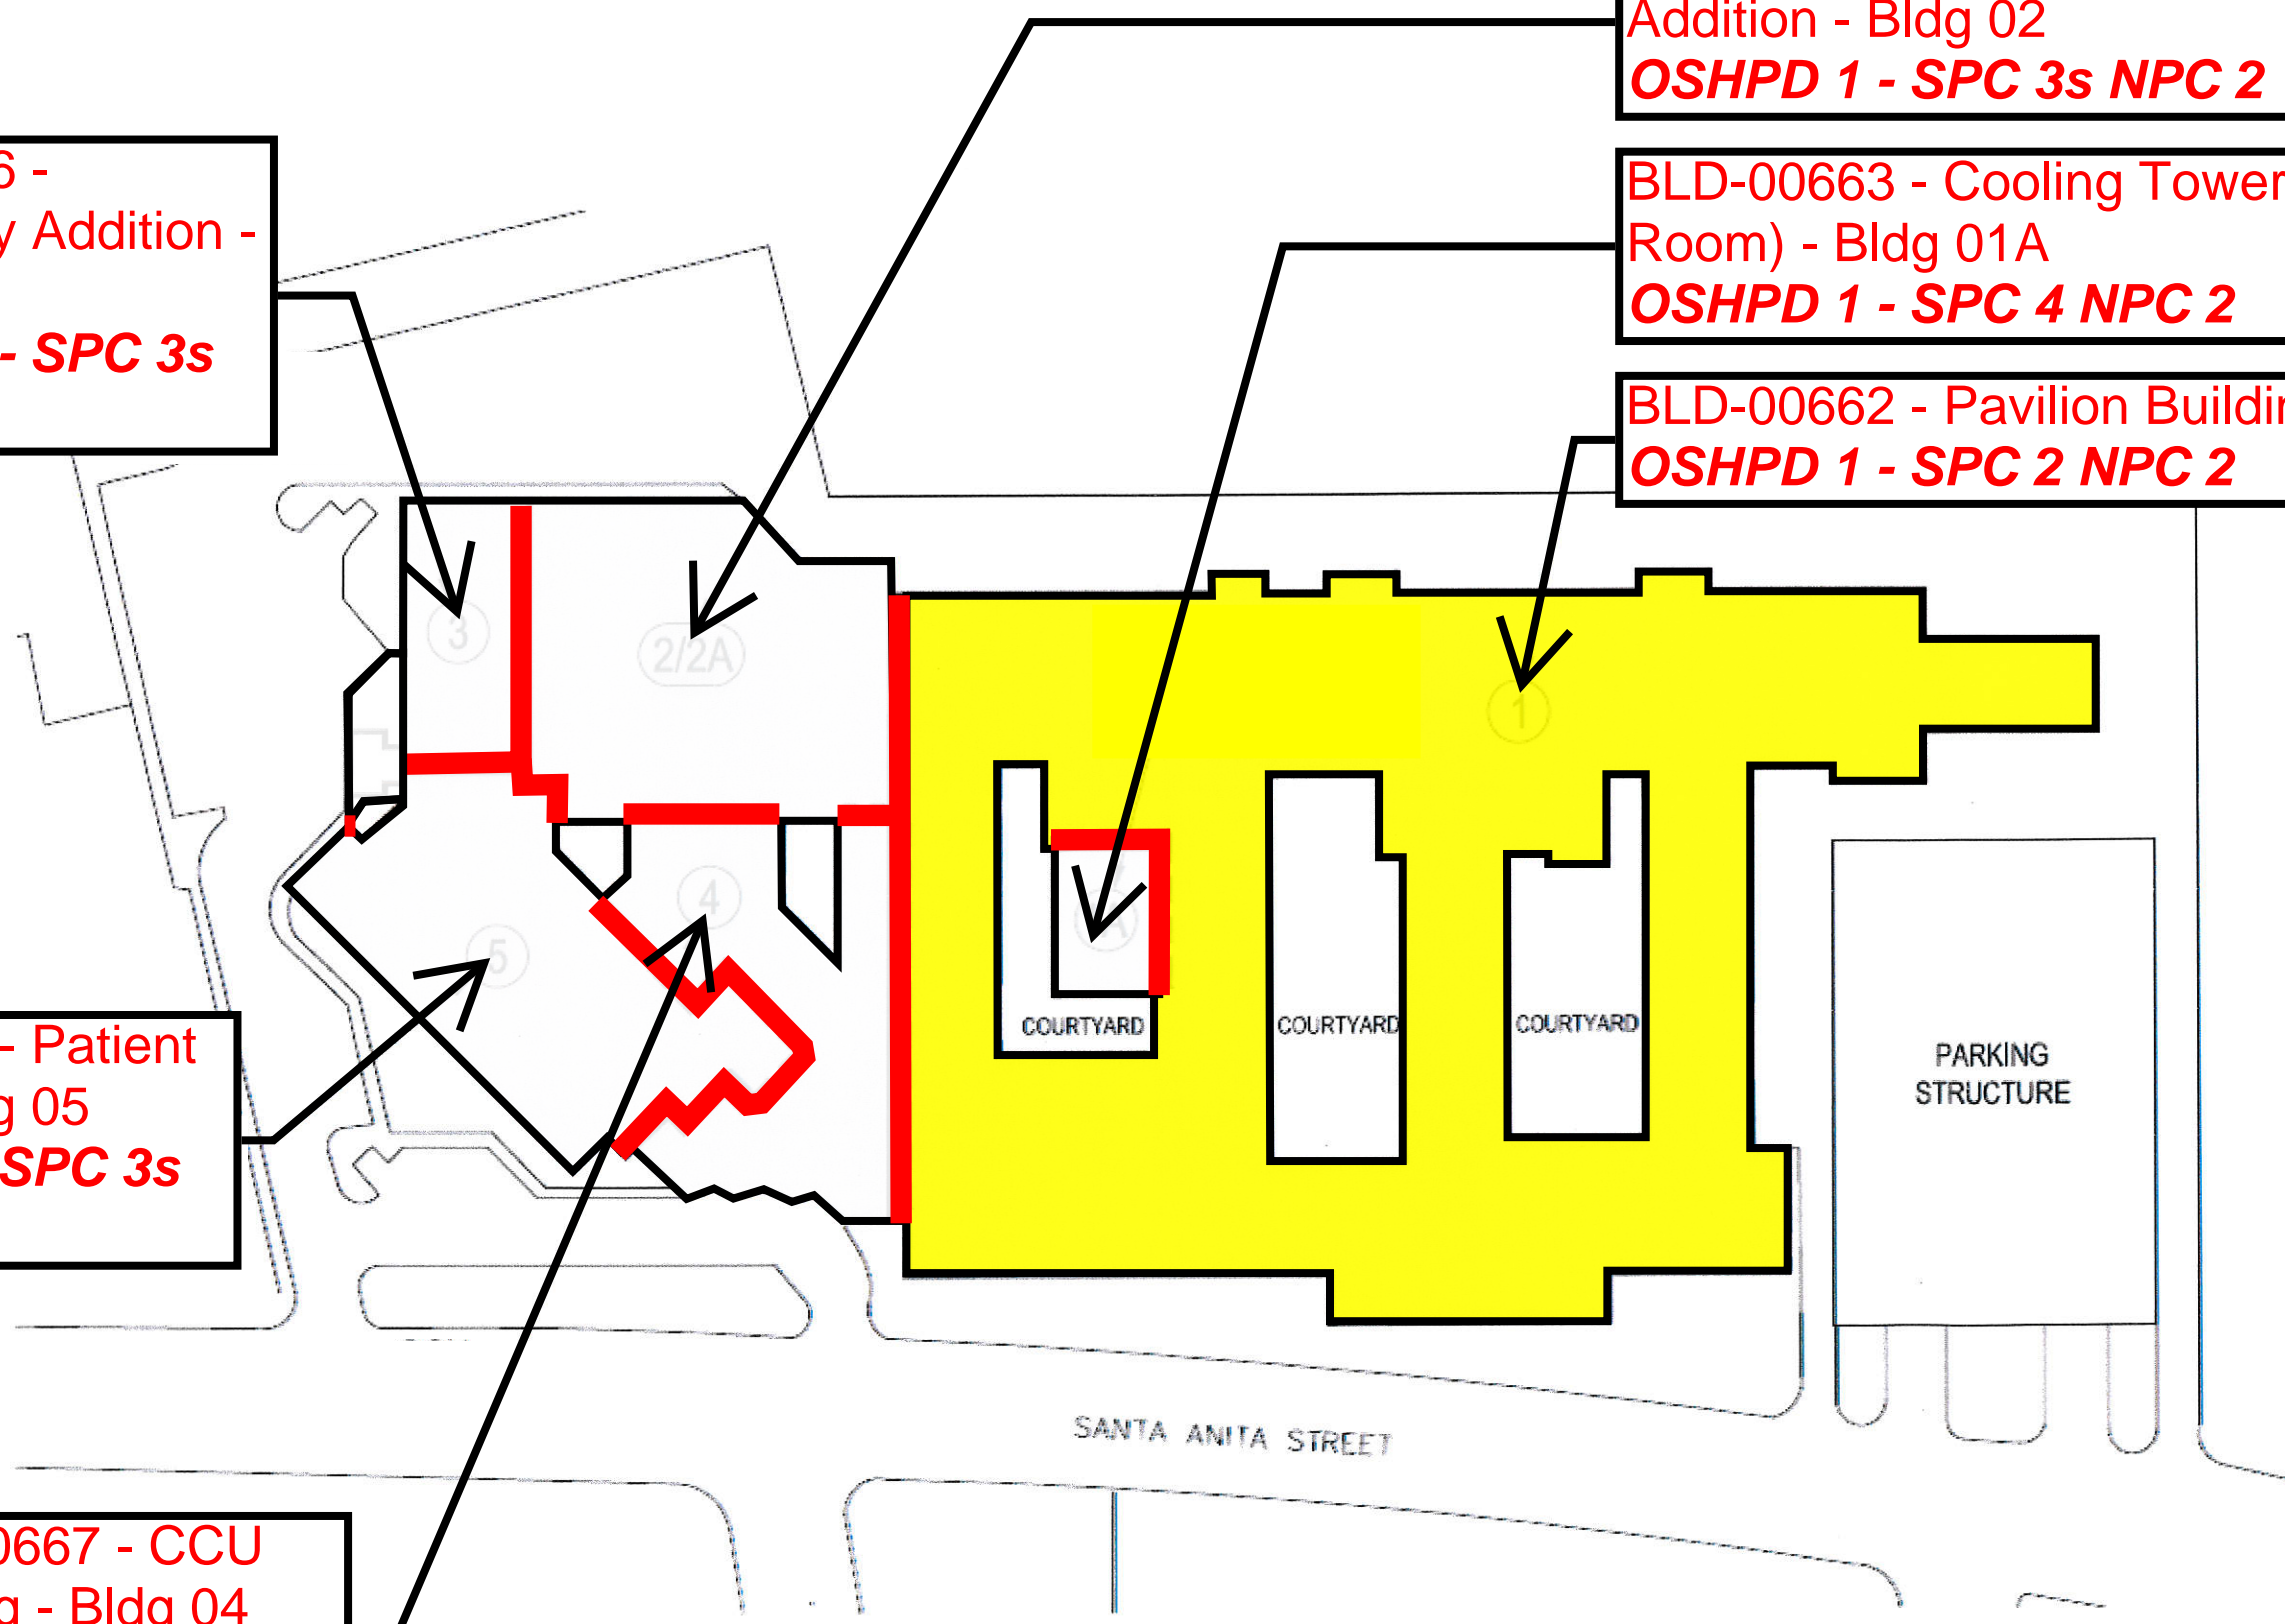 Addition - Bldg 02
OSHPD 1 - SPC 3s NPC 2
BLD-00663 - Cooling Tower
Room) - Bldg 01A
OSHPD 1 - SPC 4 NPC 2
BLD-00662 - Pavilion Buildin
OSHPD 1 - SPC 2 NPC 2
6 -
y Addition -
- SPC 3s
3
2/2A
1
4
5
COURTYARD
COURTYARD
COURTYARD
PARKING
STRUCTURE
- Patient
g 05
SPC 3s
SANTA ANITA STREET
0667 - CCU
g - Bldg 04